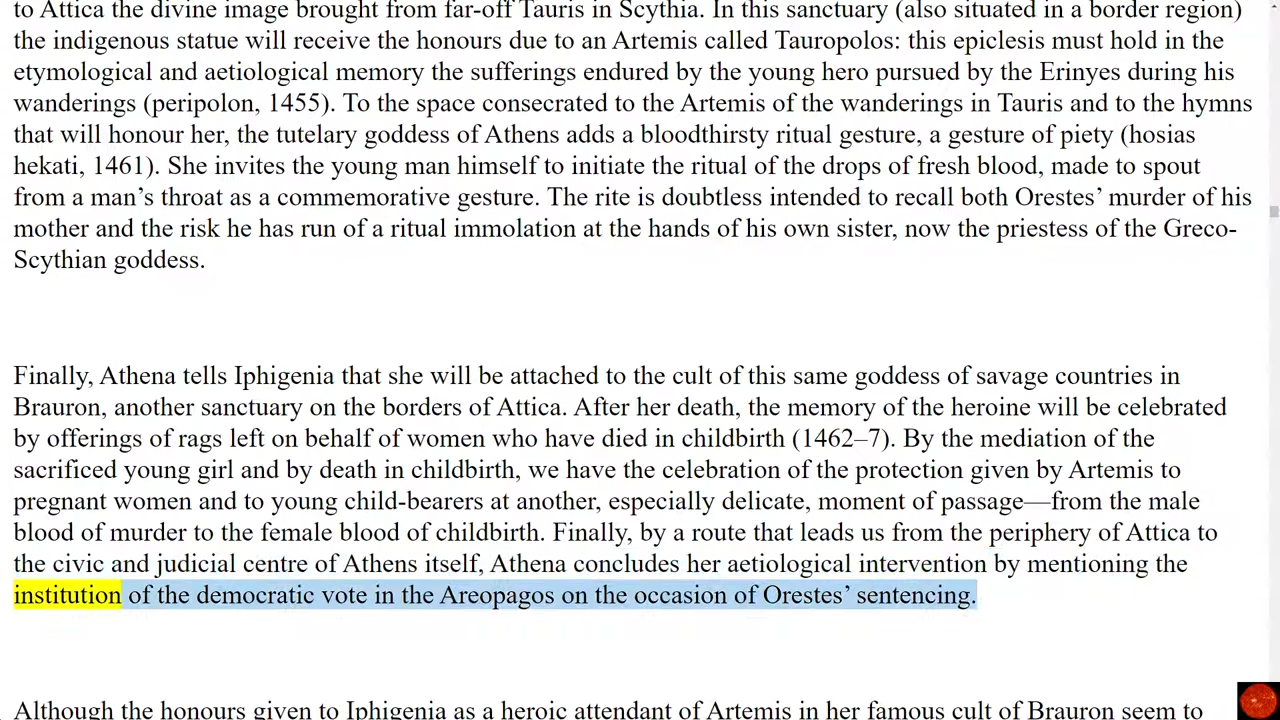 to Attica the divine image brought from far-off Tauris in Scythia. In this sanctuary (also situated in a border region)
the indigenous statue will receive the honours due to an Artemis called Tauropolos: this epiclesis must hold in the
etymological and aetiological memory the sufferings endured by the young hero pursued by the Erinyes during his
wanderings (peripolon, 1455). To the space consecrated to the Artemis of the wanderings in Tauris and to the hymns
that will honour her, the tutelary goddess of Athens adds a bloodthirsty ritual gesture, a gesture of piety (hosias
hekati, 1461). She invites the young man himself to initiate the ritual of the drops of fresh blood, made to spout
from a man’s throat as a commemorative gesture. The rite is doubtless intended to recall both Orestes’ murder of his
mother and the risk he has run of a ritual immolation at the hands of his own sister, now the priestess of the Greco-
Scythian goddess.
Finally, Athena tells Iphigenia that she will be attached to the cult of this same goddess of savage countries in
Brauron, another sanctuary on the borders of Attica. After her death, the memory of the heroine will be celebrated
by offerings of rags left on behalf of women who have died in childbirth (1462–7). By the mediation of the
sacrificed young girl and by death in childbirth, we have the celebration of the protection given by Artemis to
pregnant women and to young child-bearers at another, especially delicate, moment of passage—from the male
blood of murder to the female blood of childbirth. Finally, by a route that leads us from the periphery of Attica to
the civic and judicial centre of Athens itself, Athena concludes her aetiological intervention by mentioning the
institution of the democratic vote in the Areopagos on the occasion of Orestes’ sentencing.
Although the honours given to Iphigenia as a heroic attendant of Artemis in her famous cult of Brauron seem to